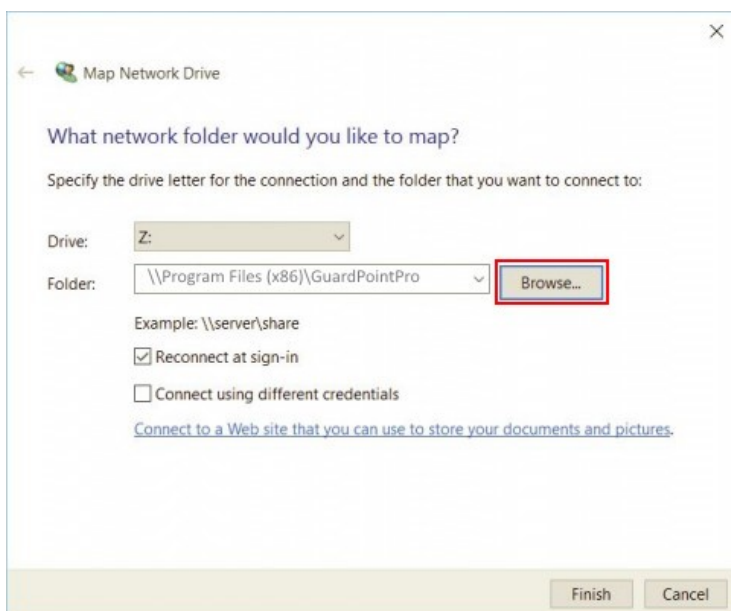 Map Network Drive
What network folder would you like to map?
Specify the drive letter for the connection and the folder that you want to connect to:
Drive: Z:
Folder: \\Program Files (x86)\GuardPointPro Browse...
Example: \\server\share
Reconnect at sign-in
Connect using different credentials
Connect to a Web site that you can use to store your documents and pictures.
Finish Cancel